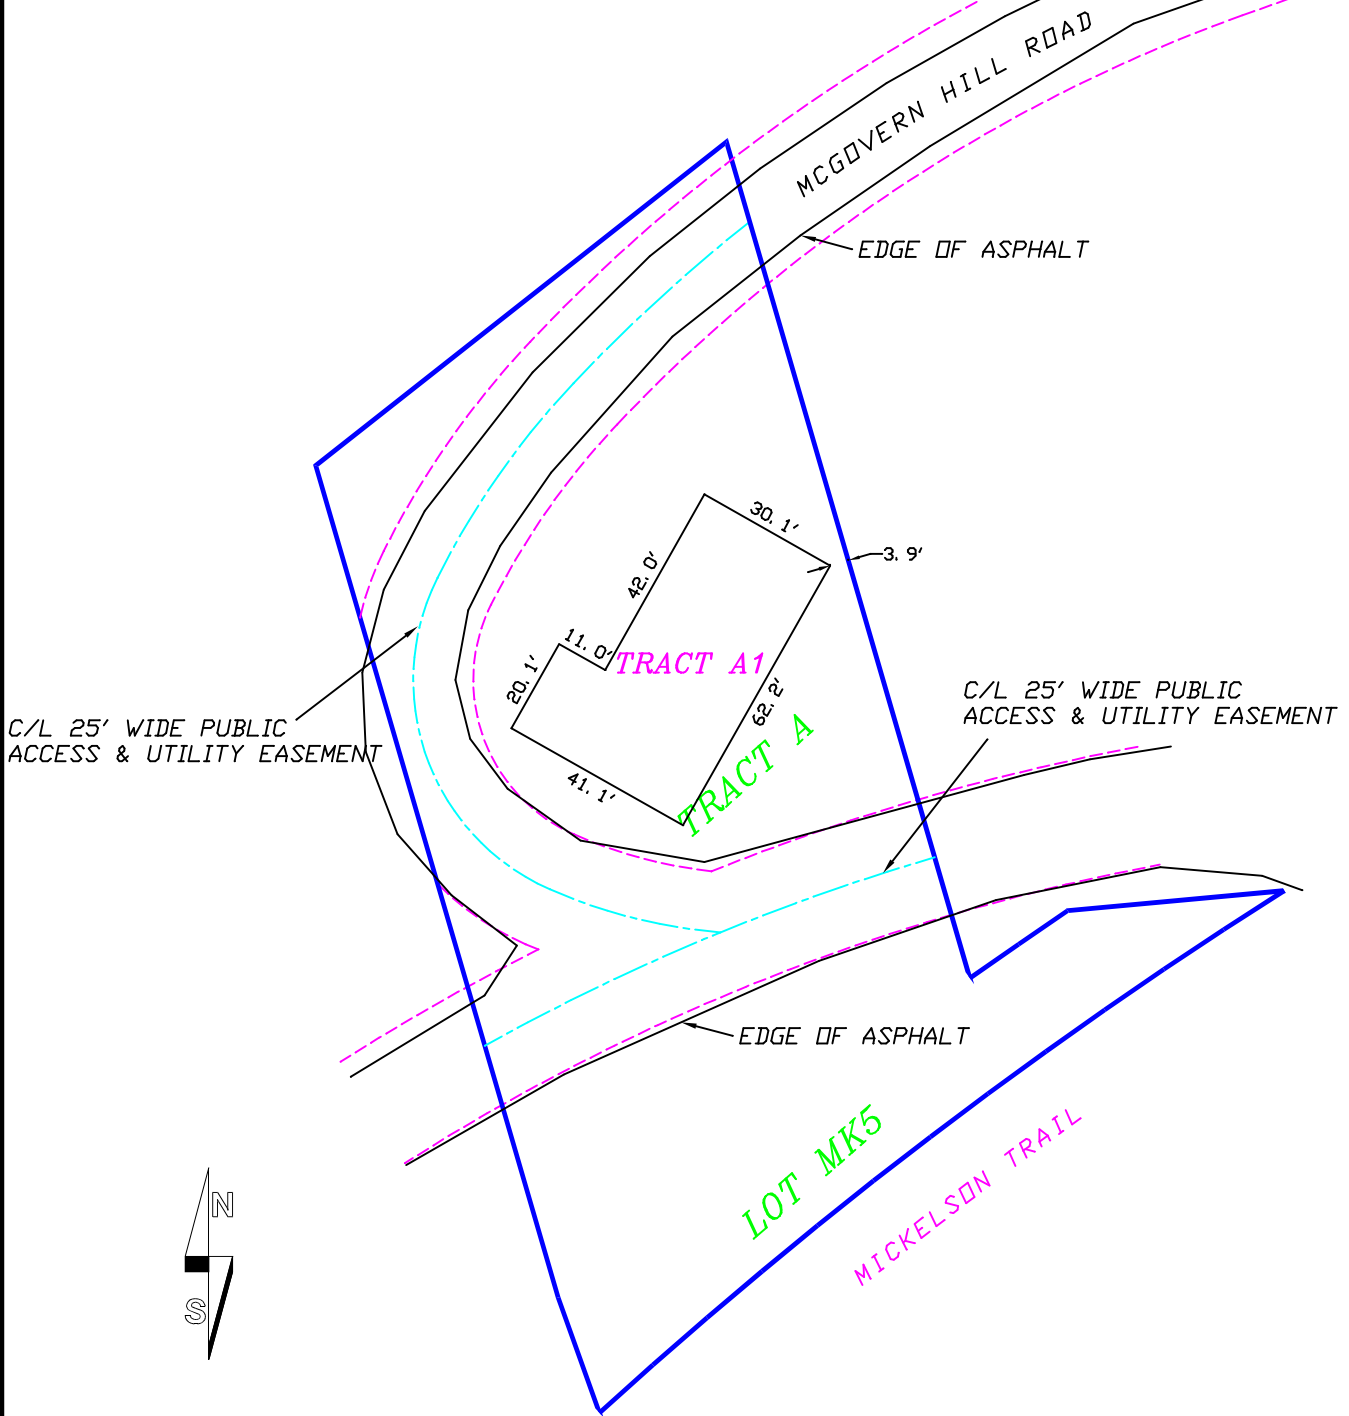 MCGOVERN HILL ROAD
EDGE OF ASPHALT
30.1'
42.0'
3.9'
11.0'
TRACT A1
20.1'
62.2'
C/L 25' WIDE PUBLIC
ACCESS & UTILITY EASEMENT
C/L 25' WIDE PUBLIC
ACCESS & UTILITY EASEMENT
TRACT A
41.1'
EDGE OF ASPHALT
LOT MK5
MICKELSON TRAIL
N
S